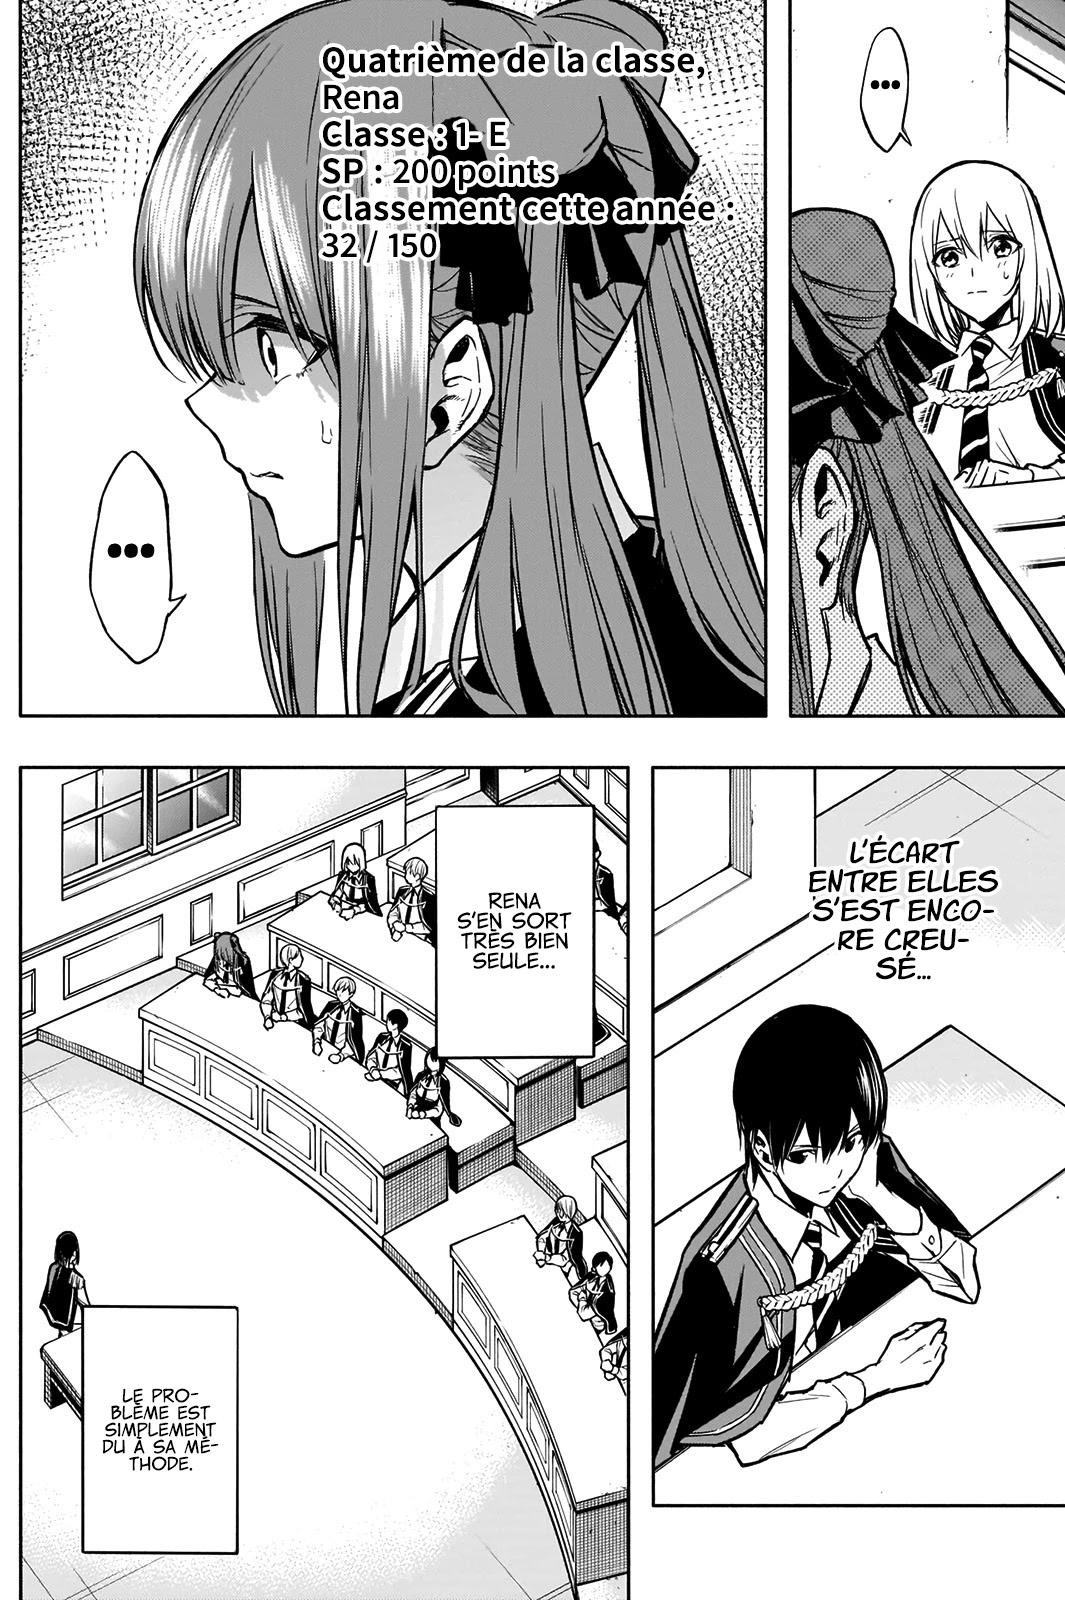 •••
Quatrième de la classe,
Rena
Classe : 1- E
SP : 200 points
Classement cette année :
32 / 150
•••
L'ÉCART
ENTRE ELLES
S'EST ENCO-
RE CREU-
SÉ...
RENA
S'EN SORT
TRÈS BIEN
SEULE...
LE PRO-
BLÈME EST
SIMPLEMENT
DU À SA MÉ-
THODE.